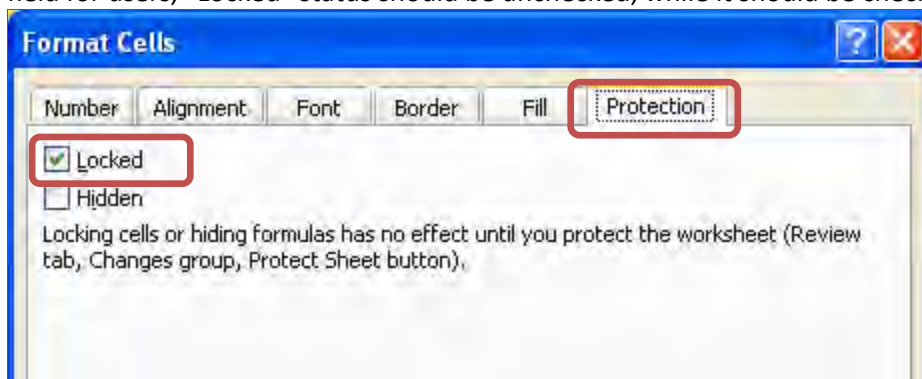 Format Cells
Number Alignment Font Border Fill Protection
Locked
Hidden
Locking cells or hiding formulas has no effect until you protect the worksheet (Review
tab, Changes group, Protect Sheet button).